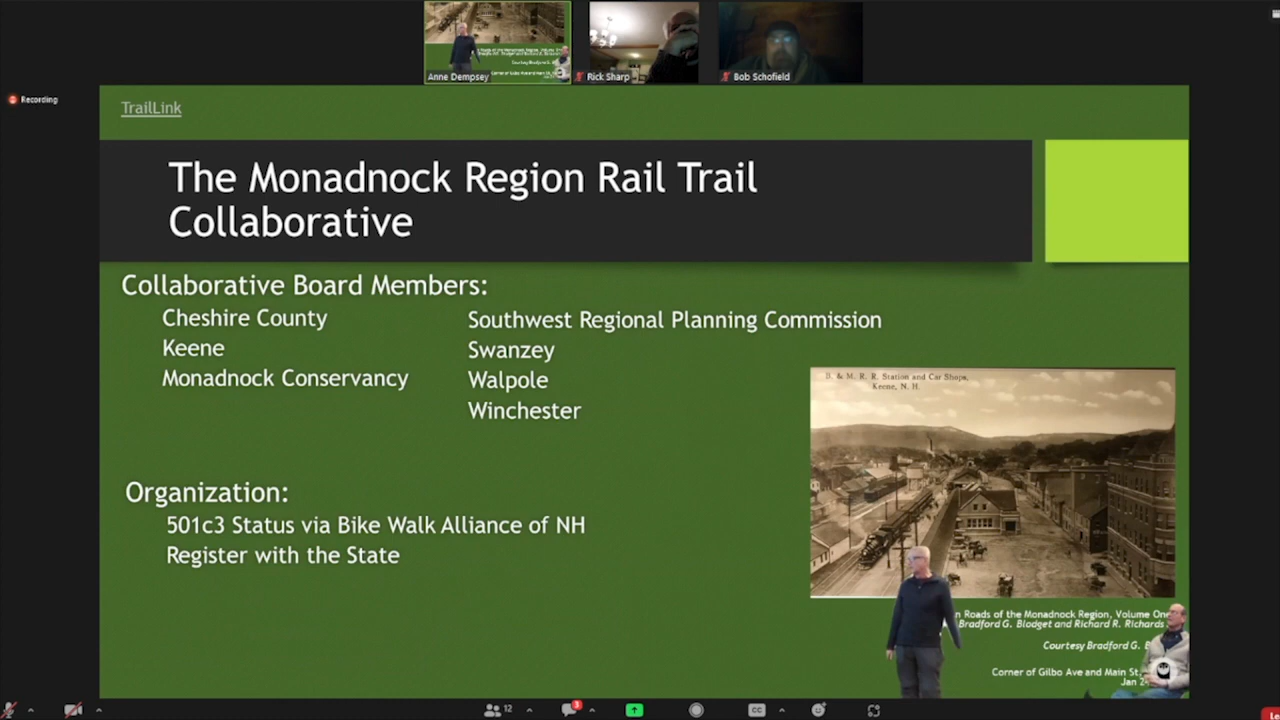 Anne Dempsey
Rick Sharp
Bob Schofield
Recording
TrailLink
The Monadnock Region Rail Trail
Collaborative
Collaborative Board Members:
Cheshire County
Keene
Monadnock Conservancy
Southwest Regional Planning Commission
Swanzey
Walpole
Winchester
Organization:
501c3 Status via Bike Walk Alliance of NH
Register with the State
B. & M. R. R. Station and Car Shops,
Keene, N. H.
Roads of the Monadnock Region, Volume One
Bradford G. Blodget and Richard R. Richards
Courtesy Bradford G.
Corner of Gilbo Ave and Main St.
Jan
12
3
CC